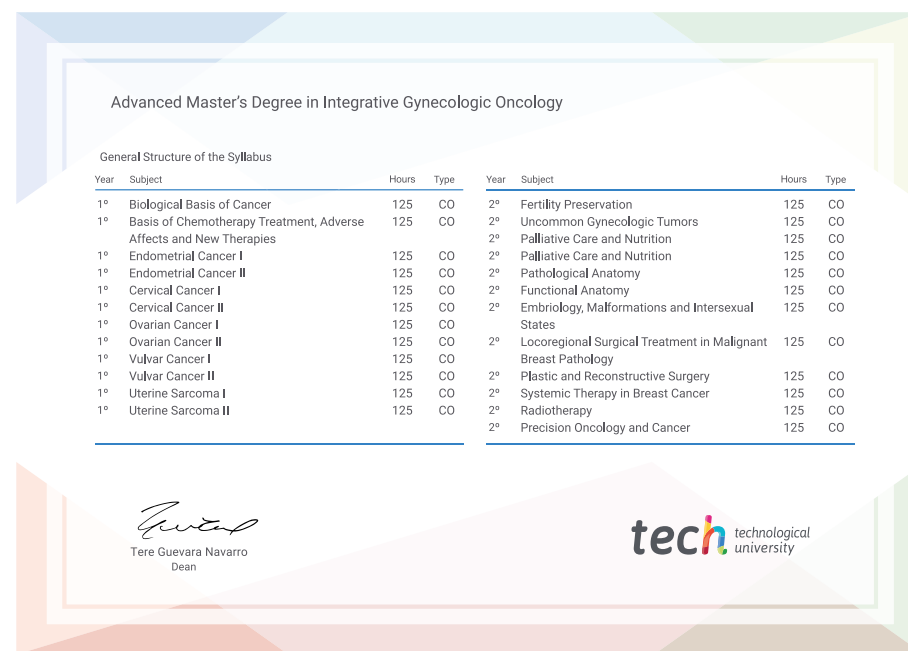 Advanced Master's Degree in Integrative Gynecologic Oncology
General Structure of the Syllabus
Year Subject Hours Type
1º Biological Basis of Cancer 125 CO
1º Basis of Chemotherapy Treatment, Adverse 125 CO
Affects and New Therapies
1º Endometrial Cancer I 125 CO
1º Endometrial Cancer II 125 CO
1º Cervical Cancer I 125 CO
1º Cervical Cancer II 125 CO
1º Ovarian Cancer I 125 CO
1º Ovarian Cancer II 125 CO
1º Vulvar Cancer I 125 CO
1º Vulvar Cancer II 125 CO
1º Uterine Sarcoma I 125 CO
1º Uterine Sarcoma II 125 CO
Year Subject Hours Type
2º Fertility Preservation 125 CO
2º Uncommon Gynecologic Tumors 125 CO
2º Palliative Care and Nutrition 125 CO
2º Palliative Care and Nutrition 125 CO
2º Pathological Anatomy 125 CO
2º Functional Anatomy 125 CO
2º Embriology, Malformations and Intersexual 125 CO
States
2º Locoregional Surgical Treatment in Malignant 125 CO
Breast Pathology
2º Plastic and Reconstructive Surgery 125 CO
2º Systemic Therapy in Breast Cancer 125 CO
2º Radiotherapy 125 CO
2º Precision Oncology and Cancer 125 CO
Tere Guevara Navarro
Dean
tech technological
university